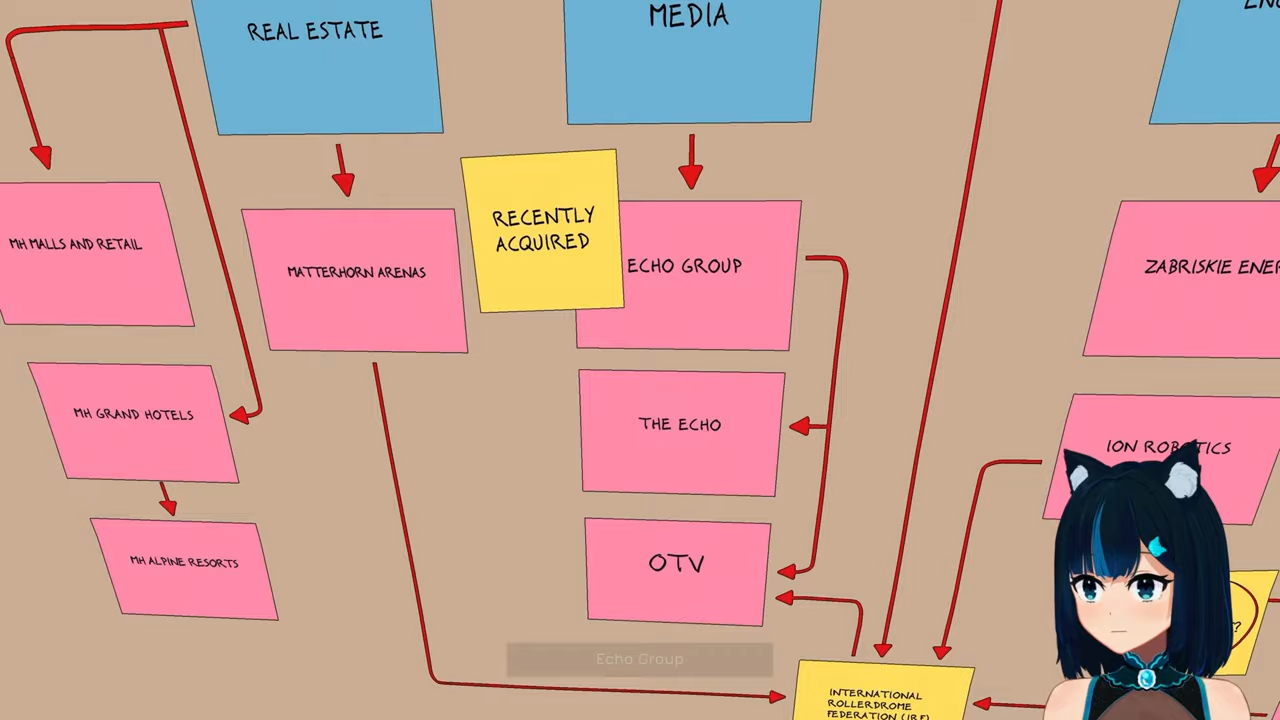 REAL ESTATE
MEDIA
MH MALLS AND RETAIL
MATTERHORN ARENAS
RECENTLY
ACQUIRED
ECHO GROUP
MH GRAND HOTELS
THE ECHO
ION ROBOTICS
MH ALPINE RESORTS
OTV
Echo Group
INTERNATIONAL
ROLLERDROME
FEDERATION (IRF)
ZABRISKIE